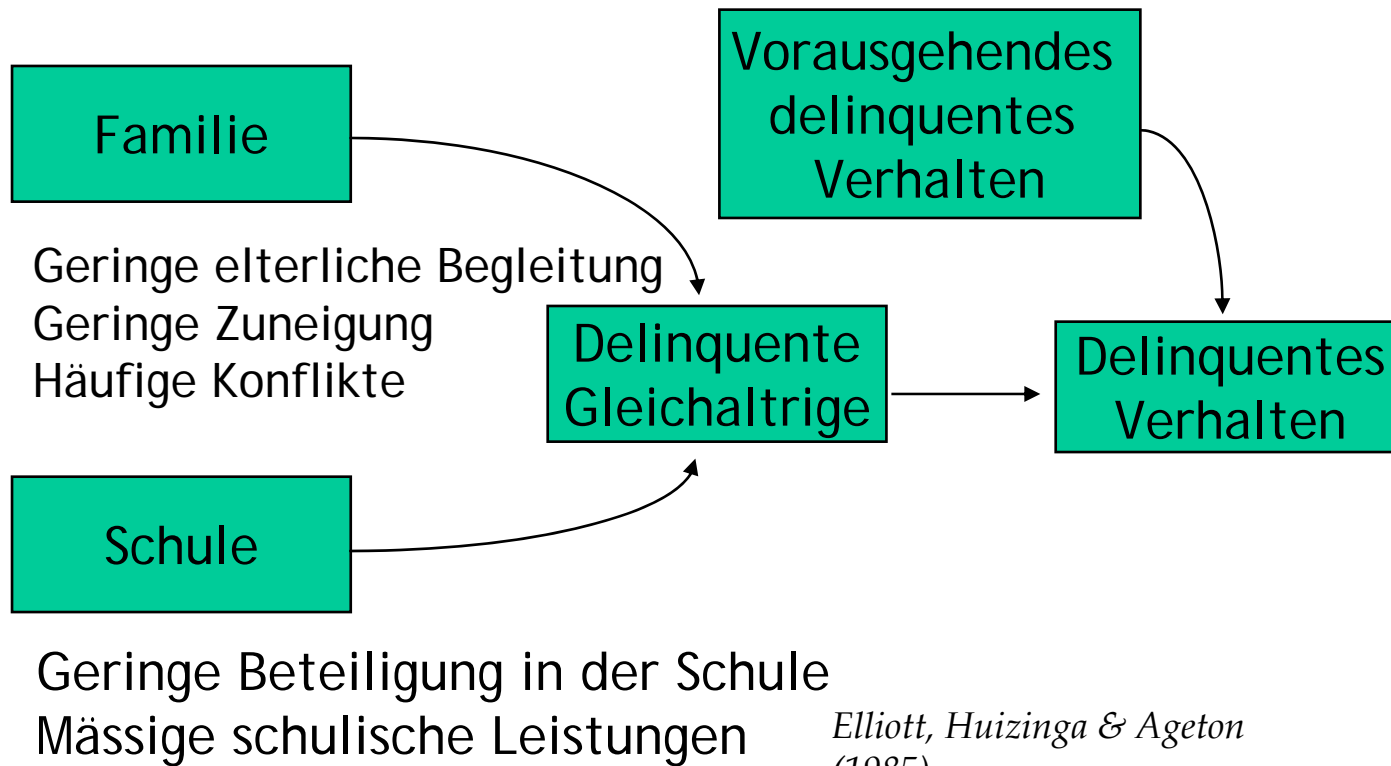 Familie
Vorausgehendes
delinquentes
Verhalten
Geringe elterliche Begleitung
Geringe Zuneigung
Häufige Konflikte
Delinquente
Gleichaltrige
Delinquentes
Verhalten
Schule
Geringe Beteiligung in der Schule
Mässige schulische Leistungen
Elliott, Huizinga & Ageton
(1985)